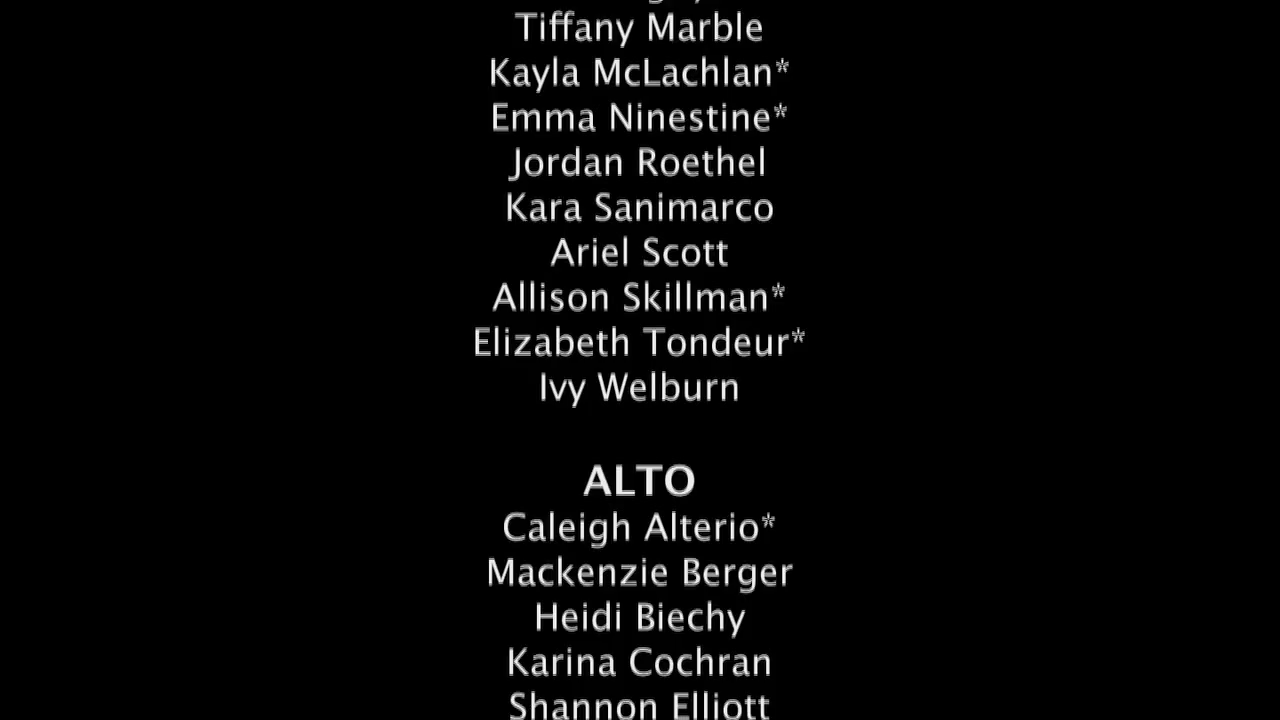 Tiffany Marble
Kayla McLachlan*
Emma Ninestine*
Jordan Roethel
Kara Sanimarco
Ariel Scott
Allison Skillman*
Elizabeth Tondeur*
Ivy Welburn
ALTO
Caleigh Alterio*
Mackenzie Berger
Heidi Biechy
Karina Cochran
Shannon Elliott